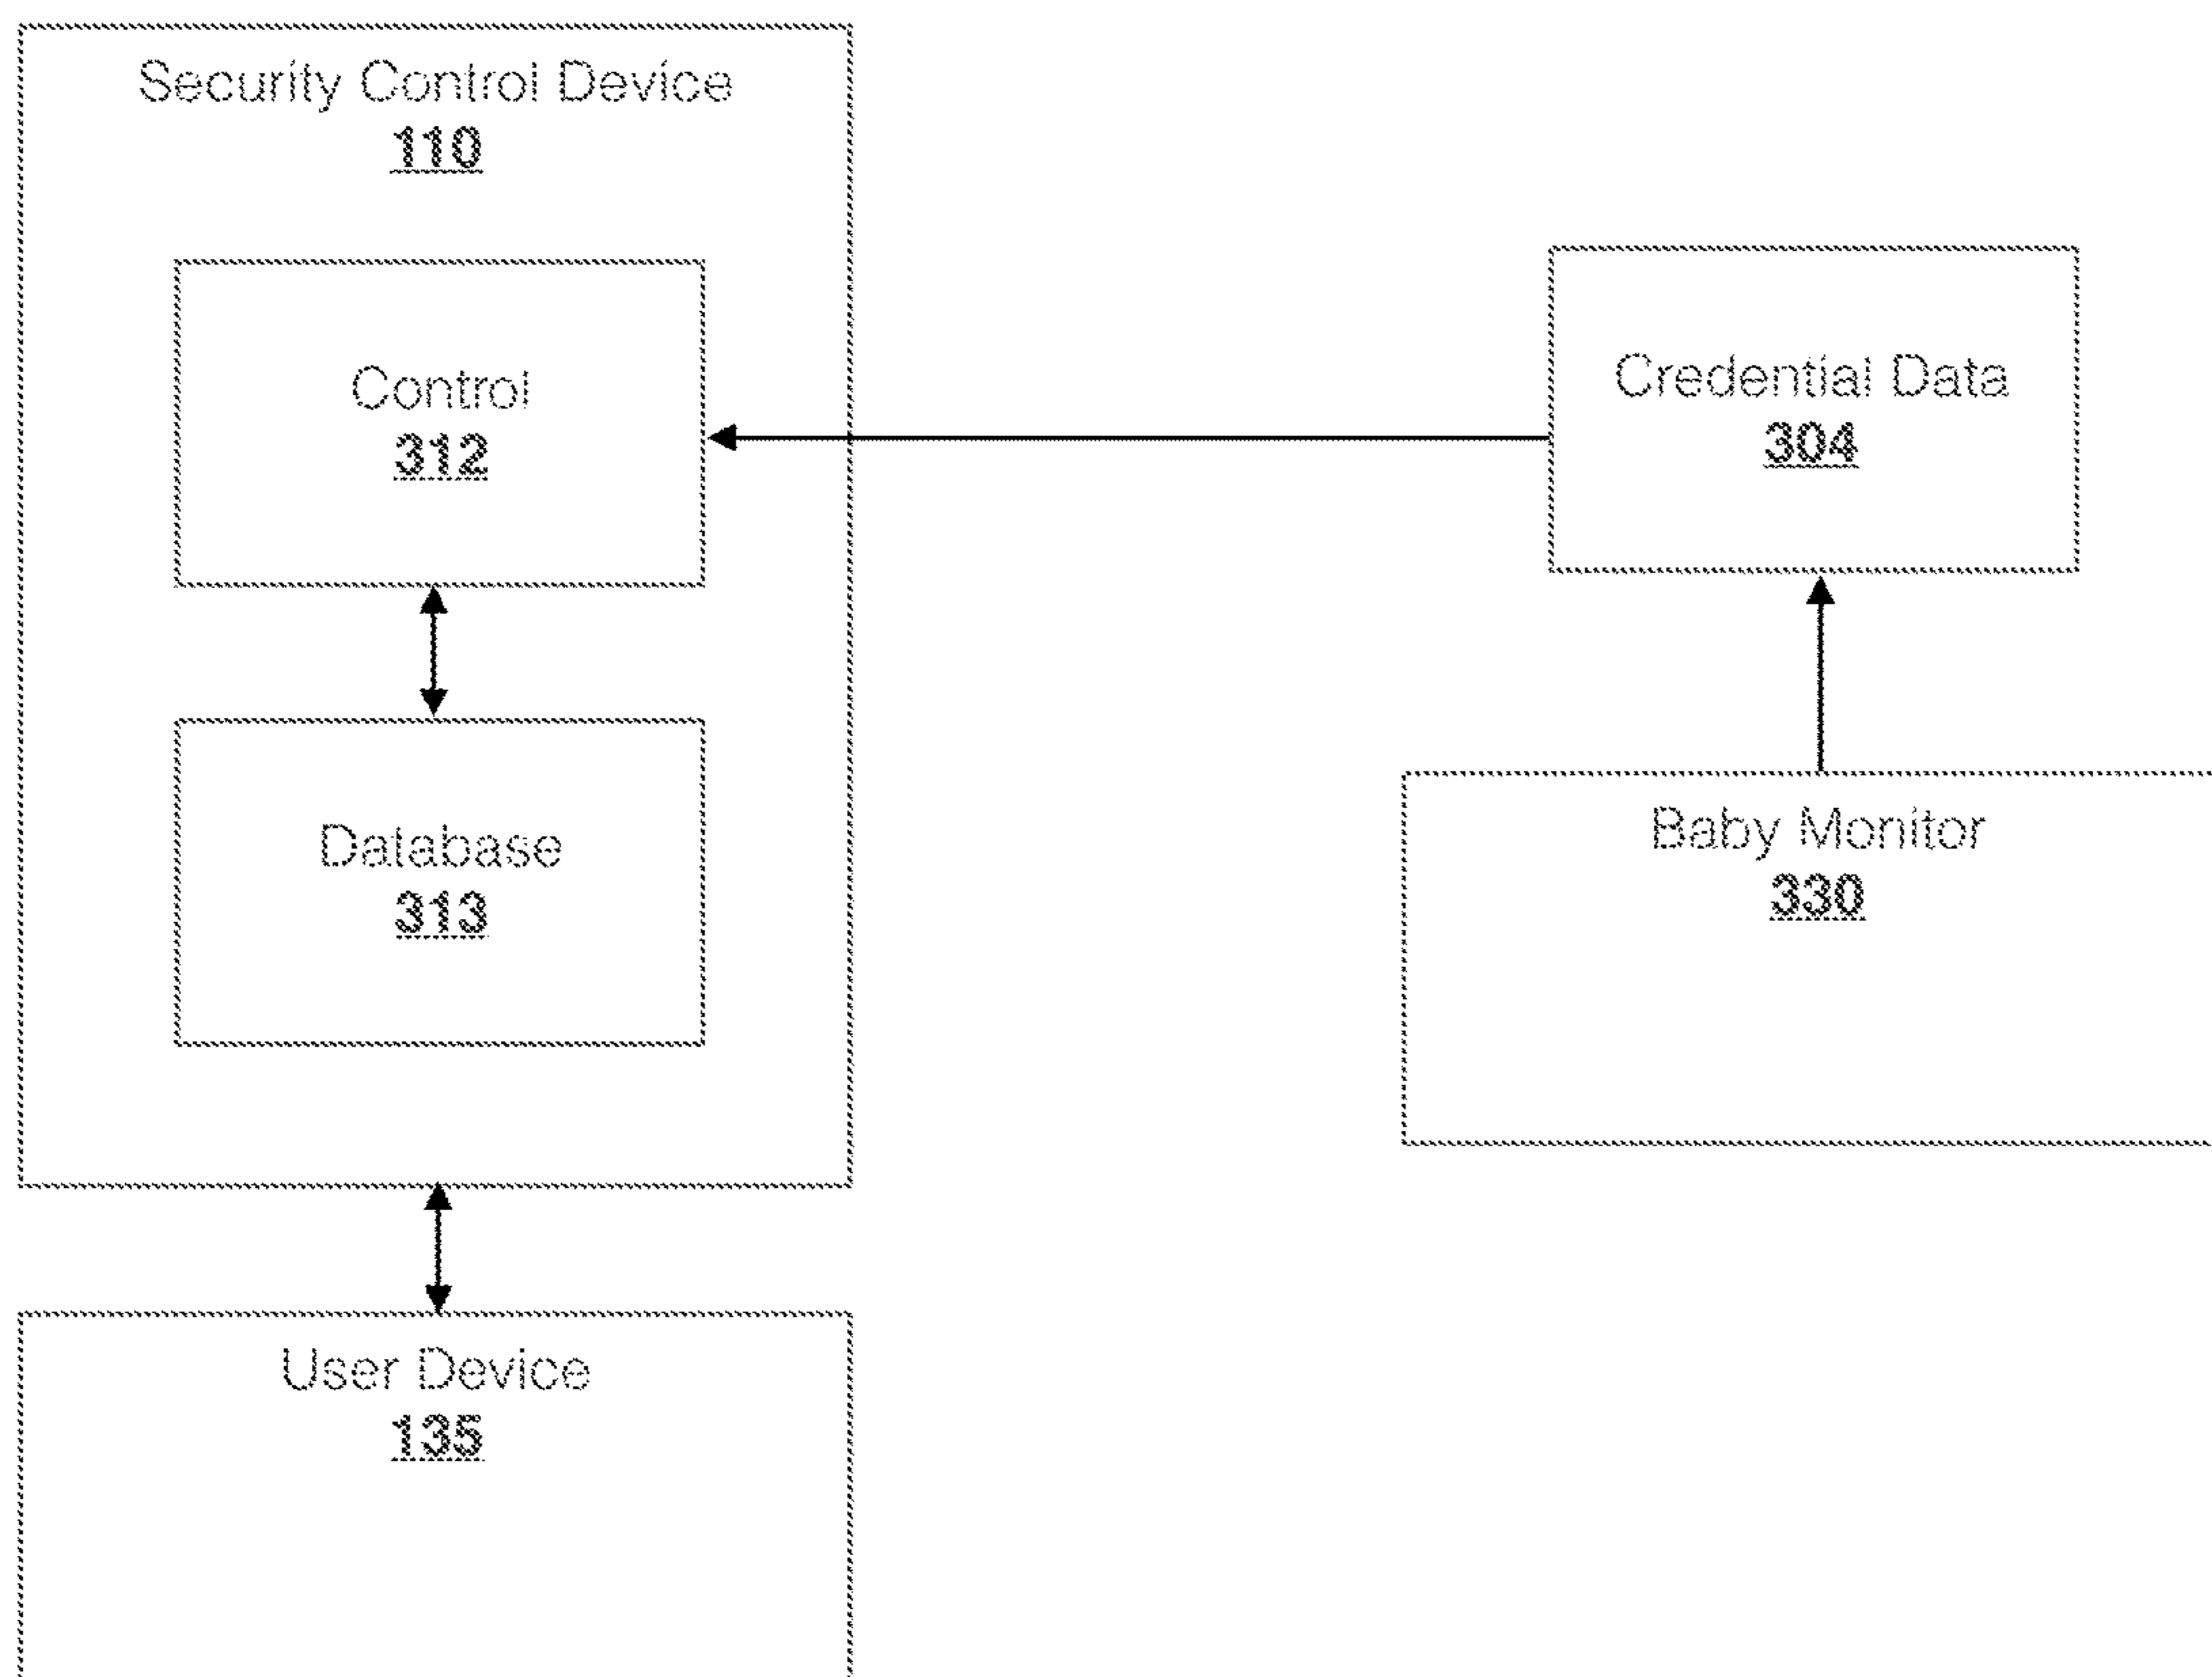 Security Control Device
110
Control
312
Database
313
User Device
135
Credential Data
304
Baby Monitor
330